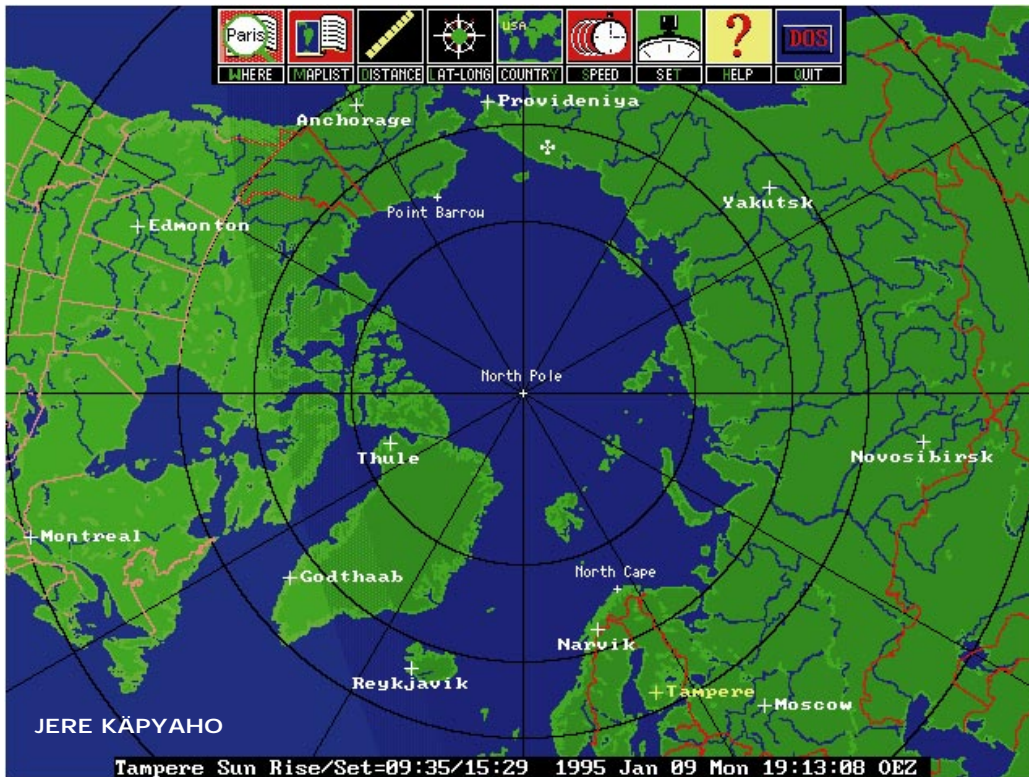 Paris
USA
?
DOS
WHERE
MAPLIST
DISTANCE
LAT-LONG
COUNTRY
SPEED
SET
HELP
QUIT
Anchorage
Provideniya
Point Barrow
Yakutsk
Edmonton
North Pole
Thule
Novosibirsk
Montreal
Godthaab
North Cape
Narvik
Reykjavik
Tampere
Moscow
JERE KÄPYAHO
Tampere Sun Rise/Set=09:35/15:29 1995 Jan 09 Mon 19:13:08 OEZ